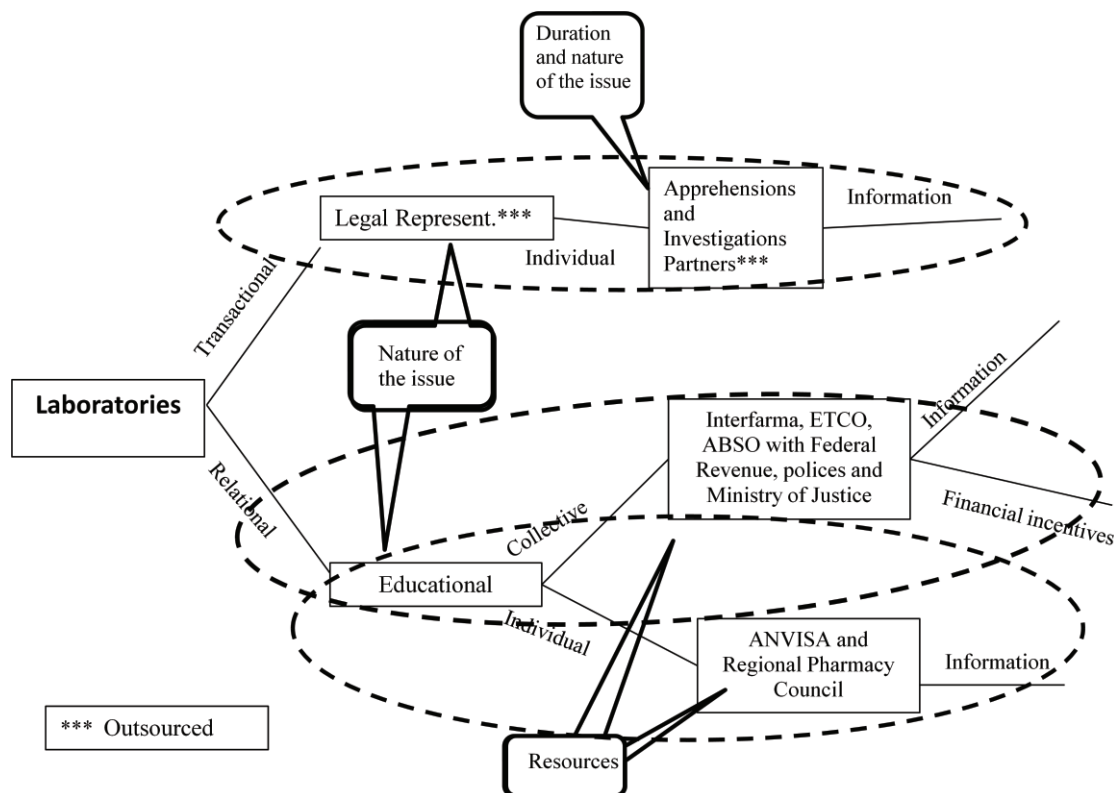 Duration
and nature
of the issue
Apprehensions
and
Investigations
Partners***
Information
Legal Represent.***
Individual
Transactional
Nature of
the issue
Laboratories
Relational
Interfarma, ETCO,
ABSO with Federal
Revenue, polices and
Ministry of Justice
Information
Financial incentives
Collective
Educational
Individual
ANVISA and
Regional Pharmacy
Council
Information
*** Outsourced
Resources